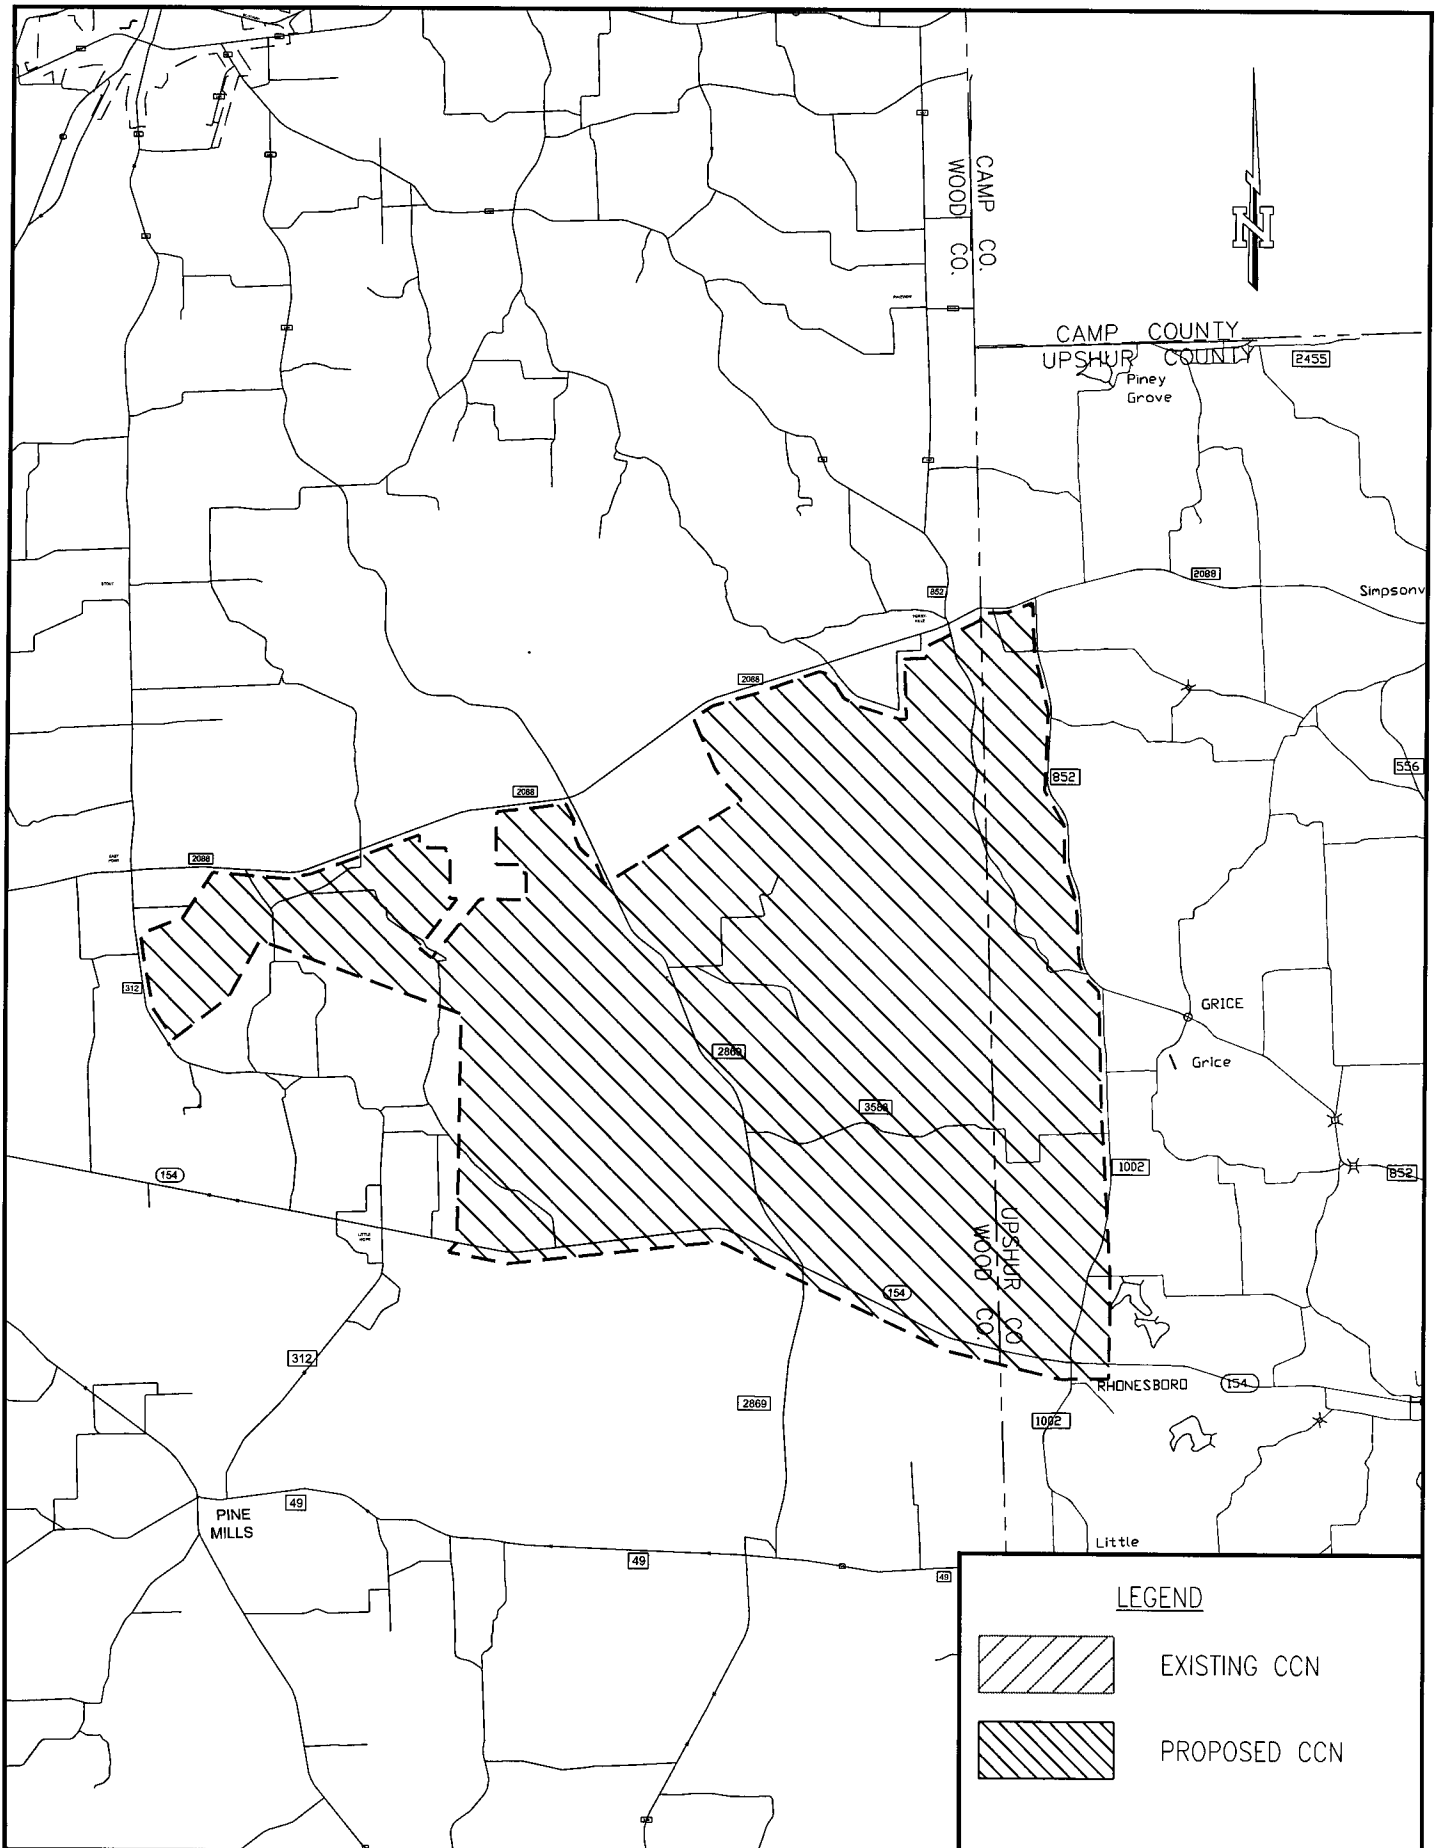 CAMP CO.
WOOD CO.
N
CAMP COUNTY
UPSHUR COUNTY
2455
Piney
Grove
2088
Simpsonv
852
2088
852
556
2088
2088
312
GRICE
Grice
2869
3588
1002
852
154
UPSHUR CO
WOOD CO.
154
312
RHONESBORO
154
2869
1002
49
PINE
MILLS
49
49
Little
LEGEND
EXISTING CCN
PROPOSED CCN